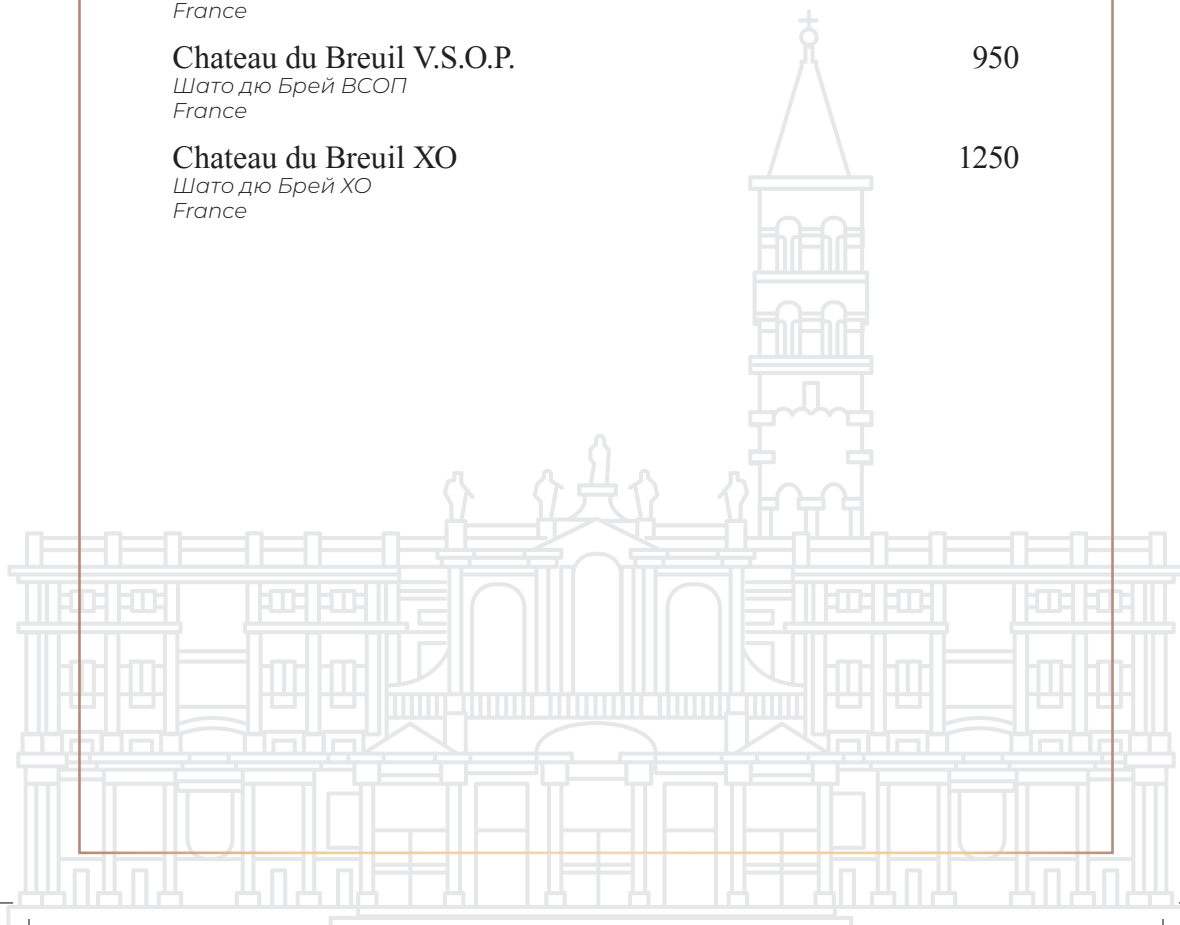 France
Chateau du Breuil V.S.O.P. 950
Шато дю Брей ВСОП
France
Chateau du Breuil XO 1250
Шато дю Брей ХО
France